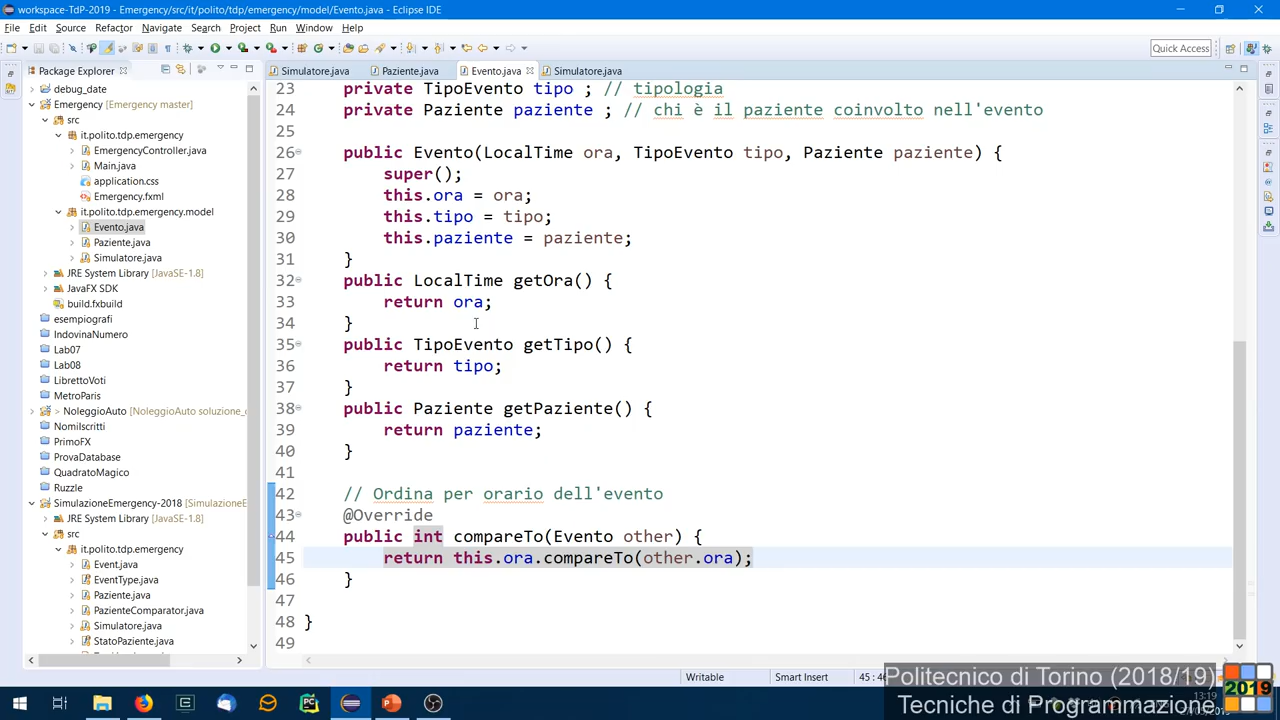 workspace-TdP-2019 - Emergency/src/it/polito/tdp/emergency/model/Evento.java - Eclipse IDE
File Edit Source Refactor Navigate Search Project Run Window Help
Quick Access
Package Explorer
Simulatore.java Paziente.java Evento.java Simulatore.java
debug_date
Emergency [Emergency master]
src
it.polito.tdp.emergency
EmergencyController.java
Main.java
application.css
Emergency.fxml
it.polito.tdp.emergency.model
Evento.java
Paziente.java
Simulatore.java
JRE System Library [JavaSE-1.8]
JavaFX SDK
build.fxbuild
esempiografi
IndovinaNumero
Lab07
Lab08
LibrettoVoti
MetroParis
> NoleggioAuto [NoleggioAuto soluzione_
NomiIscritti
PrimoFX
ProvaDatabase
QuadratoMagico
Ruzzle
SimulazioneEmergency-2018 [SimulazioneE
JRE System Library [JavaSE-1.8]
src
it.polito.tdp.emergency
Event.java
EventType.java
Paziente.java
PazienteComparator.java
Simulatore.java
StatoPaziente.java
23 private TipoEvento tipo ; // tipologia
24 private Paziente paziente ; // chi è il paziente coinvolto nell'evento
25
26 public Evento(LocalTime ora, TipoEvento tipo, Paziente paziente) {
27 super();
28 this.ora = ora;
29 this.tipo = tipo;
30 this.paziente = paziente;
31 }
32 public LocalTime getOra() {
33 return ora;
34 }
35 public TipoEvento getTipo() {
36 return tipo;
37 }
38 public Paziente getPaziente() {
39 return paziente;
40 }
41
42 // Ordina per orario dell'evento
43 @Override
44 public int compareTo(Evento other) {
45 return this.ora.compareTo(other.ora);
46 }
47
48 }
49
Writable Smart Insert 45 : 4
Politecnico di Torino (2018/19)
Tecniche di Programmazione
2019
13:19